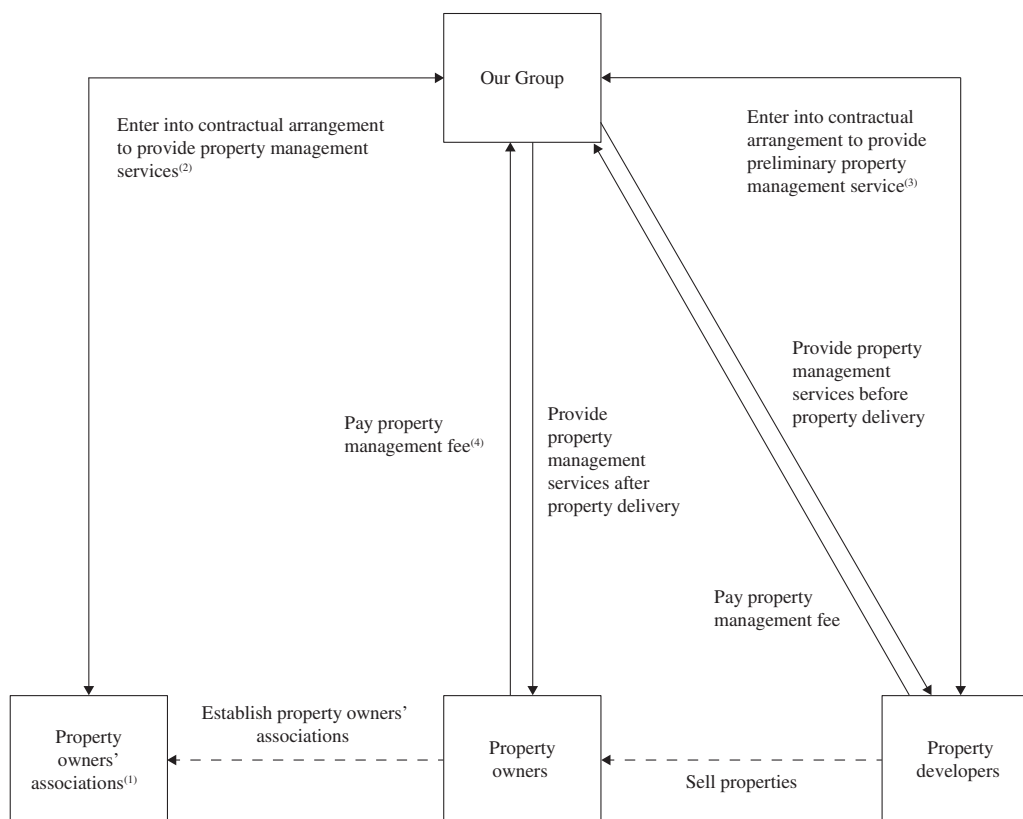 Our Group
Enter into contractual arrangement
to provide property management
services(2)
Enter into contractual
arrangement to provide
preliminary property
management service(3)
Provide property
management
services before
property delivery
Pay property
management fee(4)
Provide
property
management
services after
property delivery
Pay property
management fee
Establish property owners’
associations
Property
owners’
associations(1)
Property
owners
Sell properties
Property
developers